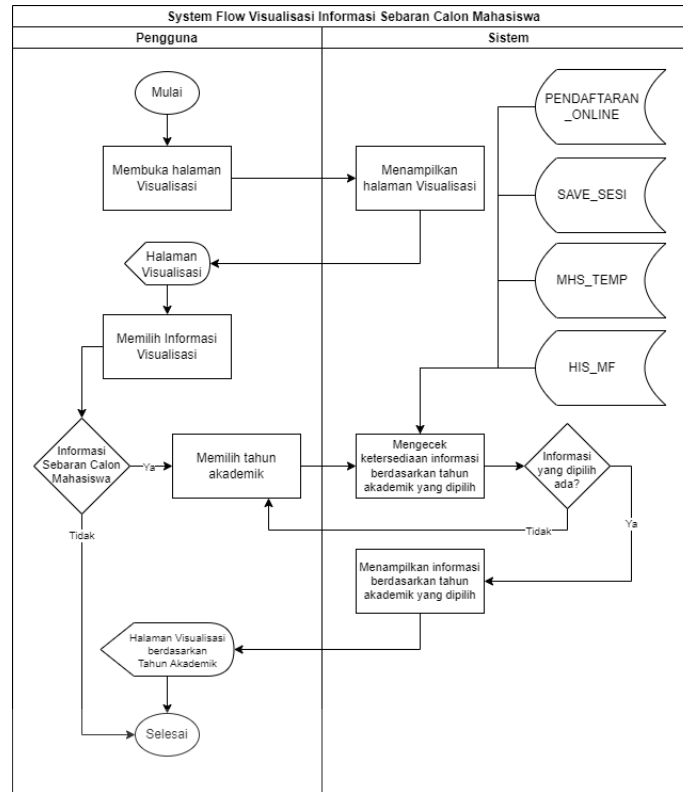 System Flow Visualisasi Informasi Sebaran Calon Mahasiswa
Pengguna
Sistem
Mulai
PENDAFTARAN
_ONLINE
Membuka halaman
Visualisasi
Menampilkan
halaman Visualisasi
SAVE_SESI
Halaman
Visualisasi
MHS_TEMP
Memilih Informasi
Visualisasi
HIS_MF
Informasi
Sebaran Calon
Mahasiswa
Ya
Memilih tahun
akademik
Mengecek
ketersediaan informasi
berdasarkan tahun
akademik yang dipilih
Informasi
yang dipilih
ada?
Tidak
Tidak
Ya
Menampilkan informasi
berdasarkan tahun
akademik yang dipilih
Halaman Visualisasi
berdasarkan
Tahun Akademik
Selesai